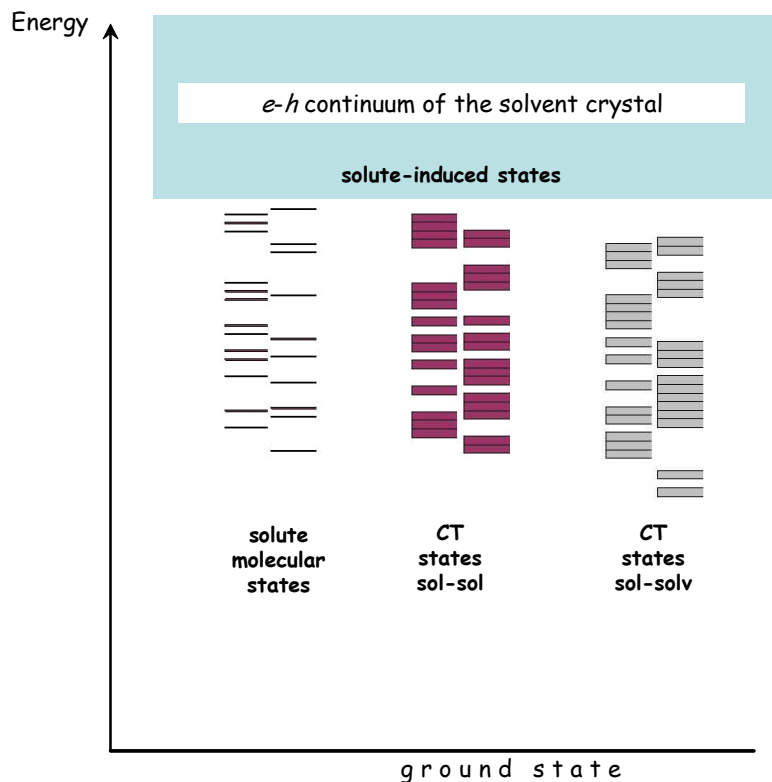 Energy
e-h continuum of the solvent crystal
solute-induced states
solute
molecular
states
CT
states
sol-sol
CT
states
sol-solv
ground state